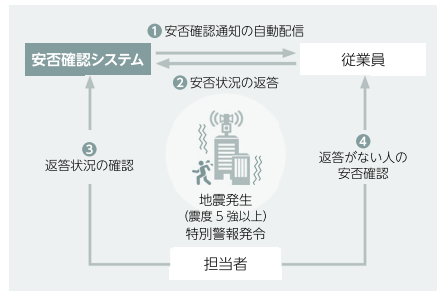 ❶ 安否確認通知の自動配信
安否確認システム
従業員
❷ 安否状況の返答
❸
返答状況の確認
❹
返答がない人の
安否確認
地震発生
（震度5強以上）
特別警報発令
担当者